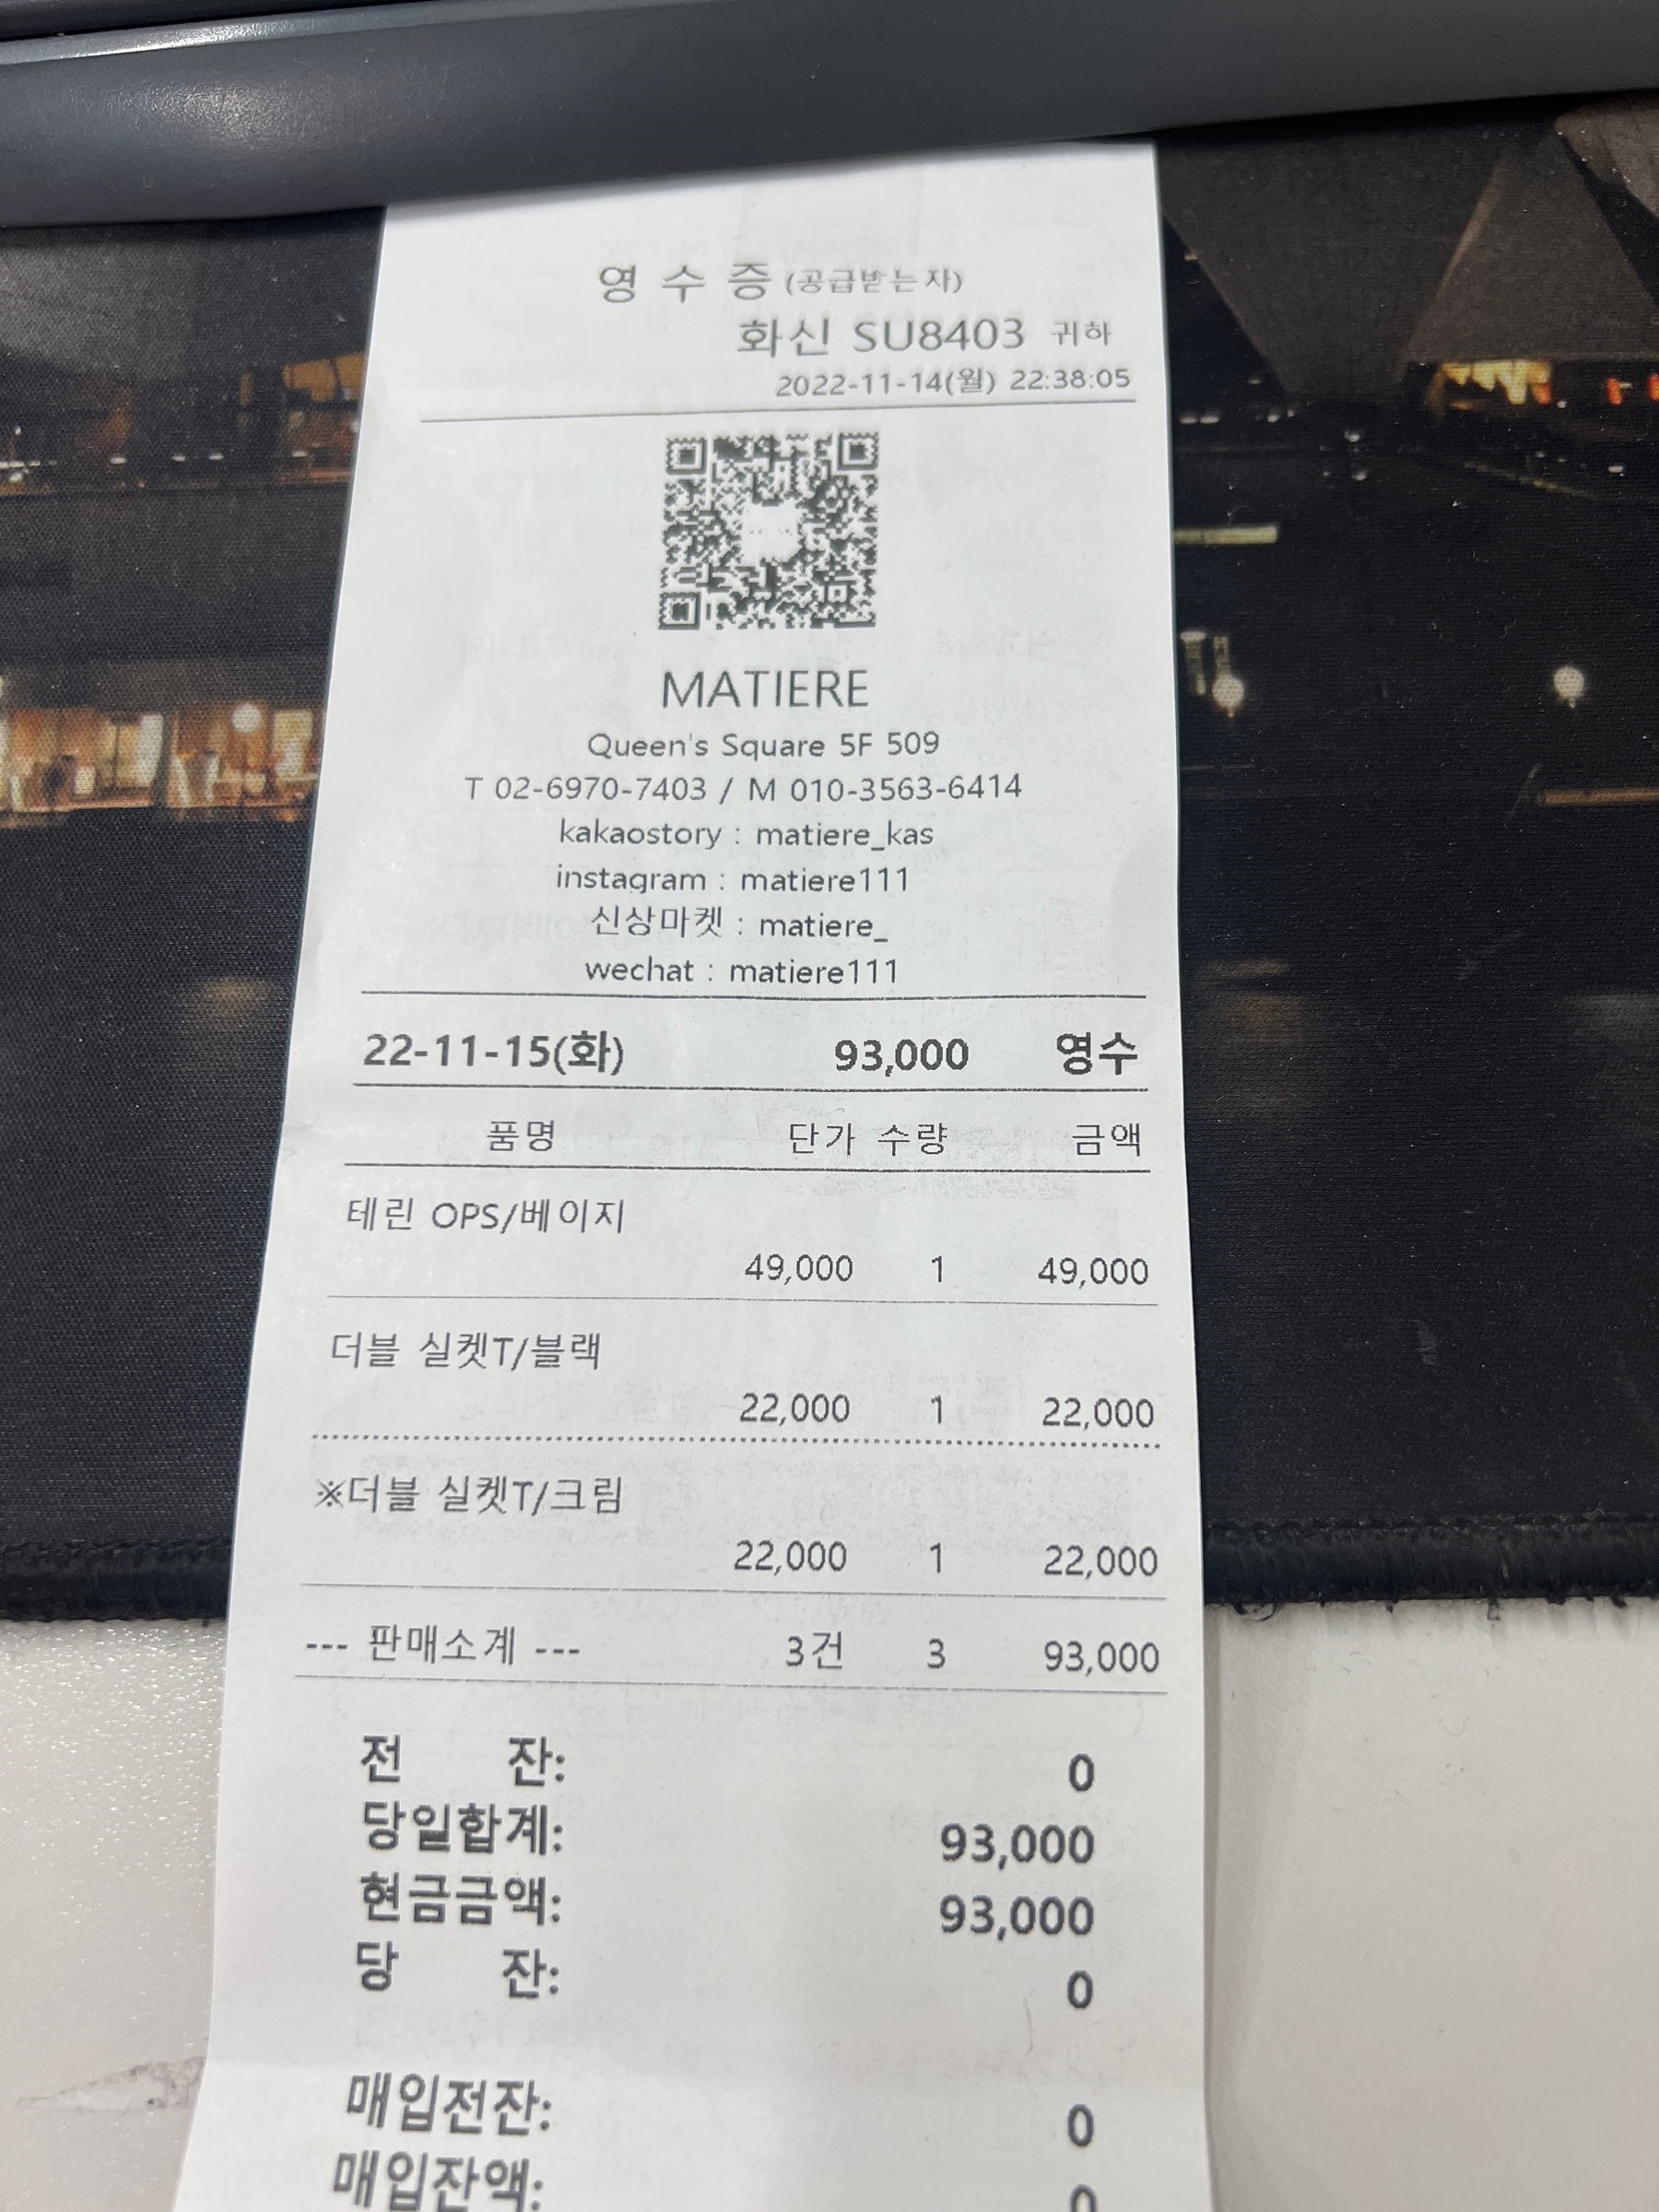 영 수 증 (공급받는자)
화신 SU8403 귀하
2022-11-14(월) 22:38:05
MATIERE
Queen's Square 5F 509
T 02-6970-7403 / M 010-3563-6414
kakaostory : matiere_kas
instagram : matiere111
신상마켓 : matiere_
wechat : matiere111
22-11-15(화) 93,000 영수
품명 단가 수량 금액
테린 OPS/베이지
49,000 1 49,000
더블 실켓T/블랙
22,000 1 22,000
※더블 실켓T/크림
22,000 1 22,000
--- 판매소계 --- 3건 3 93,000
전 잔: 0
당일합계: 93,000
현금금액: 93,000
당 잔: 0
매입전잔: 0
매입잔액: 0